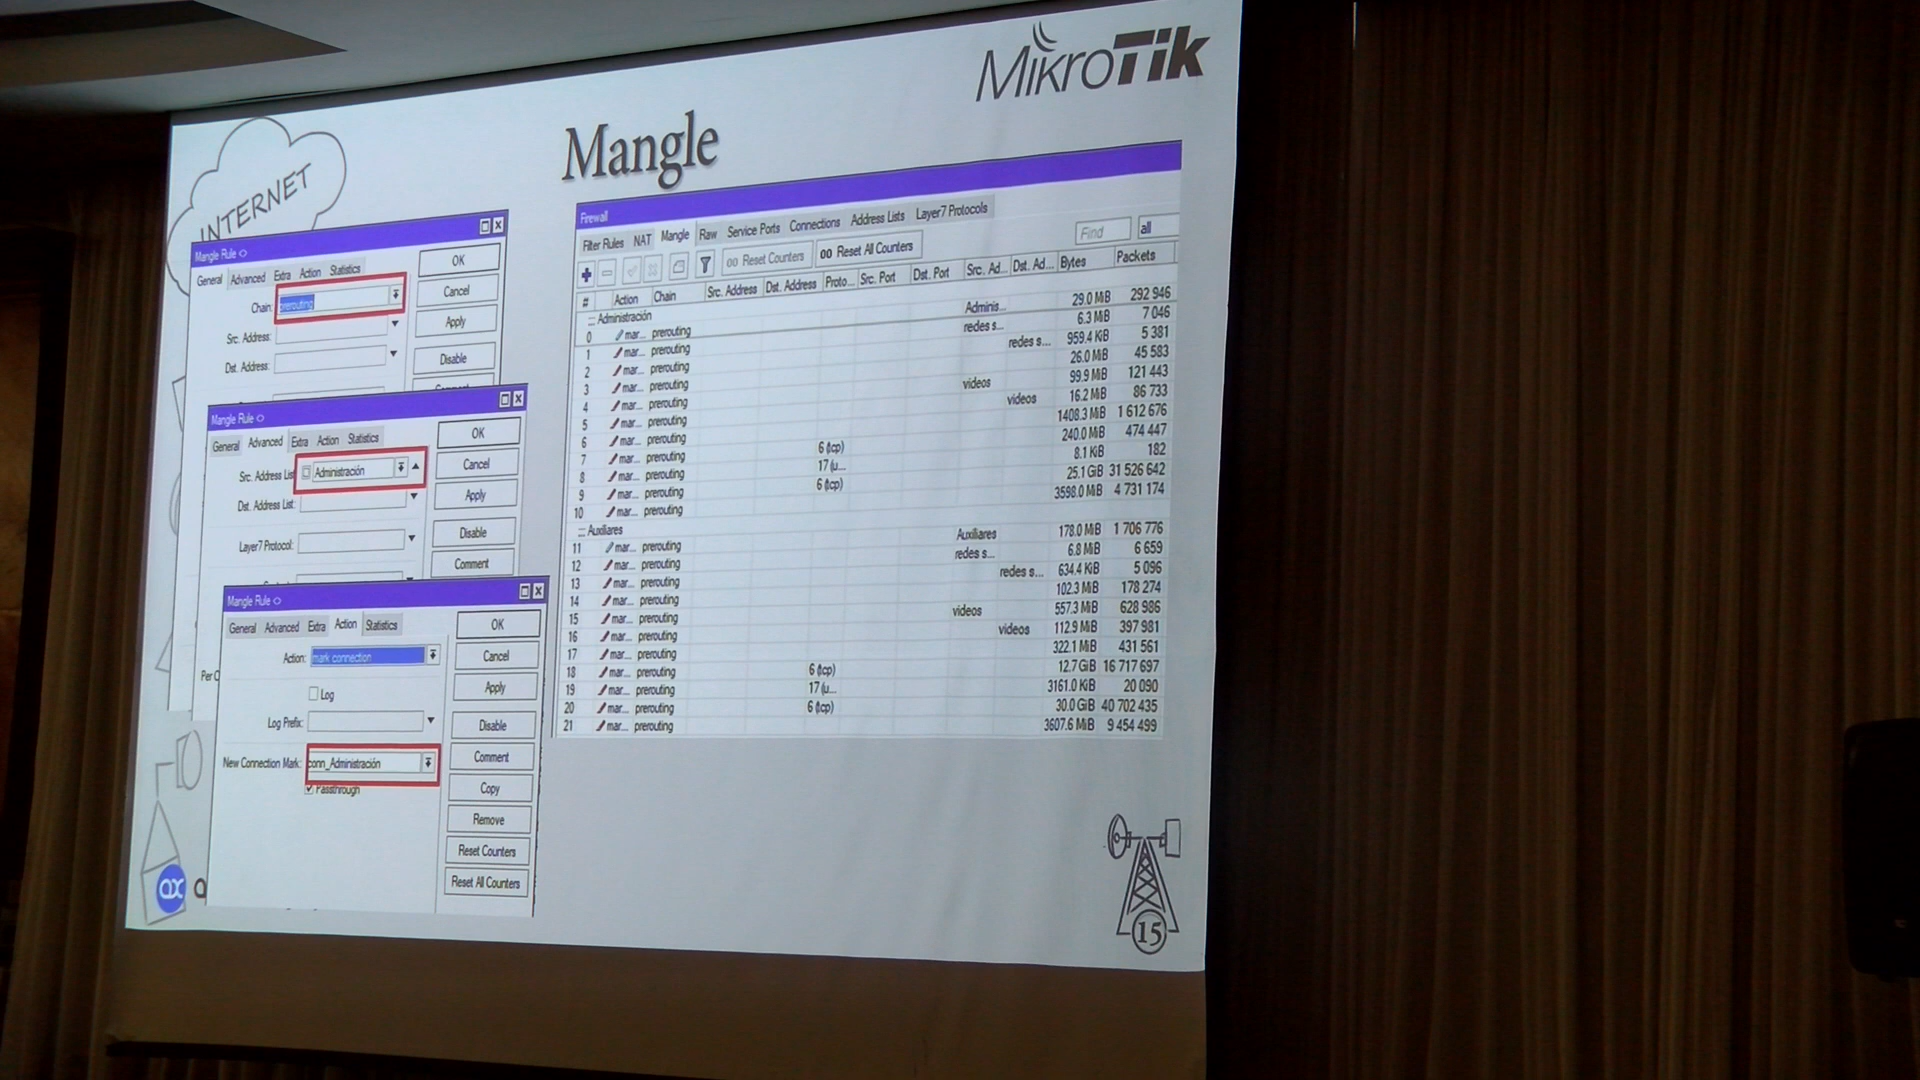 MikroTik
Mangle
INTERNET
Mangle Rule <>
General Advanced Extra Action Statistics
Chain: prerouting
Src. Address:
Dst. Address:
OK
Cancel
Apply
Disable
Comment
Mangle Rule <>
General Advanced Extra Action Statistics
Src. Address List: Administración
Dst. Address List:
Layer7 Protocol:
OK
Cancel
Apply
Disable
Comment
Per C
Mangle Rule <>
General Advanced Extra Action Statistics
Action: mark connection
Log
Log Prefix:
New Connection Mark: conn_Administración
Passthrough
OK
Cancel
Apply
Disable
Comment
Copy
Remove
Reset Counters
Reset All Counters
Firewall
Filter Rules NAT Mangle Raw Service Ports Connections Address Lists Layer7 Protocols
Reset Counters 00 Reset All Counters Find all
# Action Chain Src. Address Dst. Address Proto... Src. Port Dst. Port Src. Ad... Dst. Ad... Bytes Packets
::: Administración
0 mar... prerouting Adminis... 29.0 MiB 292 946
1 mar... prerouting redes s... 6.3 MiB 7 046
2 mar... prerouting redes s... 959.4 KiB 5 381
3 mar... prerouting 26.0 MiB 45 583
4 mar... prerouting videos 99.9 MiB 121 443
5 mar... prerouting videos 16.2 MiB 86 733
6 mar... prerouting 1408.3 MiB 1 612 676
7 mar... prerouting 6 (tcp) 240.0 MiB 474 447
8 mar... prerouting 17 (u... 8.1 KiB 182
9 mar... prerouting 6 (tcp) 25.1 GiB 31 526 642
10 mar... prerouting 3598.0 MiB 4 731 174
::: Auxiliares
11 mar... prerouting Auxiliares 178.0 MiB 1 706 776
12 mar... prerouting redes s... 6.8 MiB 6 659
13 mar... prerouting redes s... 634.4 KiB 5 096
14 mar... prerouting 102.3 MiB 178 274
15 mar... prerouting videos 557.3 MiB 628 986
16 mar... prerouting videos 112.9 MiB 397 981
17 mar... prerouting 322.1 MiB 431 561
18 mar... prerouting 6 (tcp) 12.7 GiB 16 717 697
19 mar... prerouting 17 (u... 3161.0 KiB 20 090
20 mar... prerouting 6 (tcp) 30.0 GiB 40 702 435
21 mar... prerouting 3607.6 MiB 9 454 499
ax
15